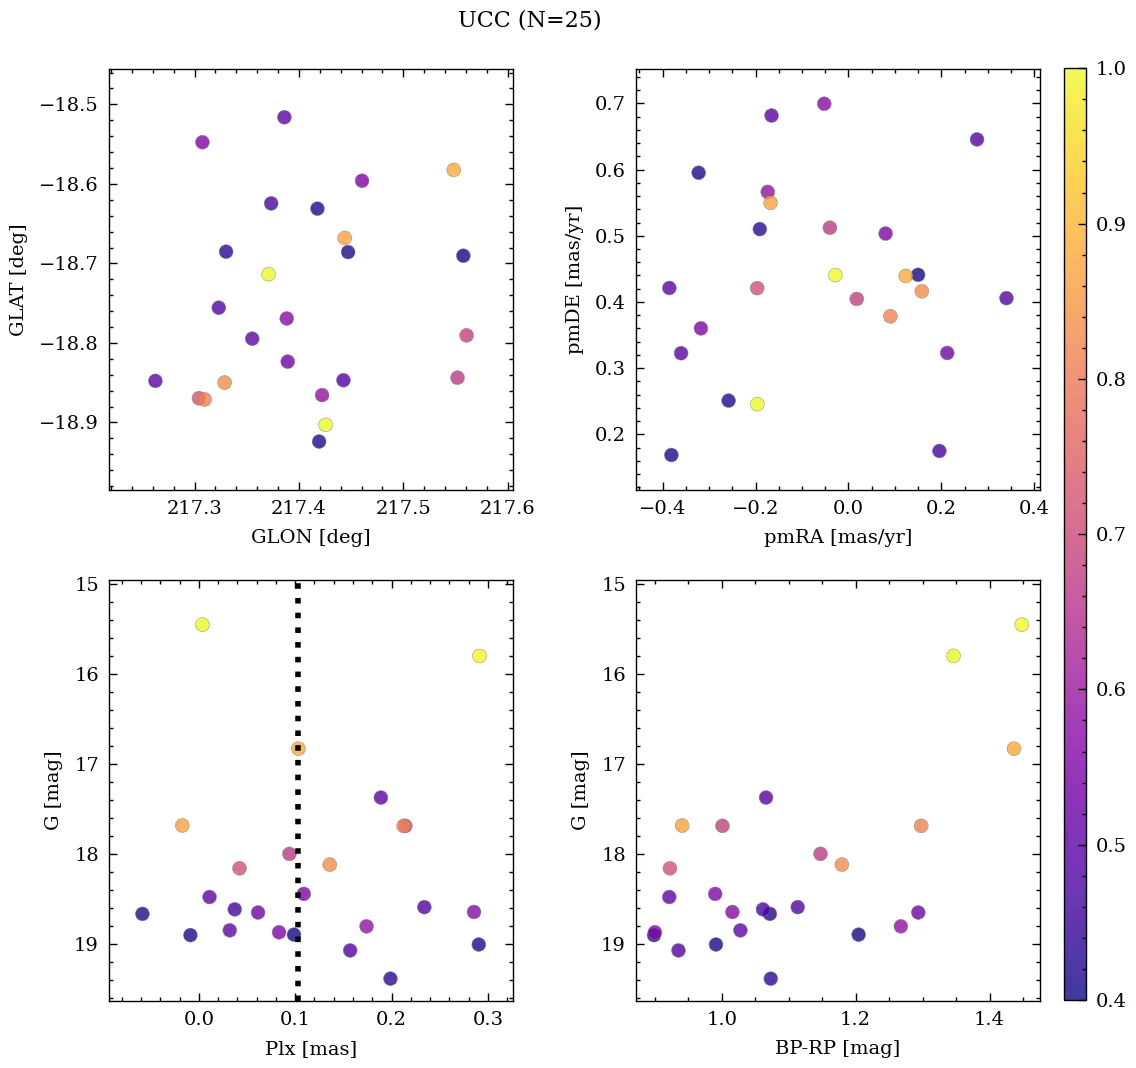 UCC (N=25)
−18.5
−18.6
−18.7
−18.8
−18.9
GLAT [deg]
217.3 217.4 217.5 217.6
GLON [deg]
0.7
0.6
0.5
0.4
0.3
0.2
pmDE [mas/yr]
−0.4 −0.2 0.0 0.2 0.4
pmRA [mas/yr]
15
16
17
18
19
G [mag]
0.0 0.1 0.2 0.3
Plx [mas]
15
16
17
18
19
G [mag]
1.0 1.2 1.4
BP-RP [mag]
1.0
0.9
0.8
0.7
0.6
0.5
0.4